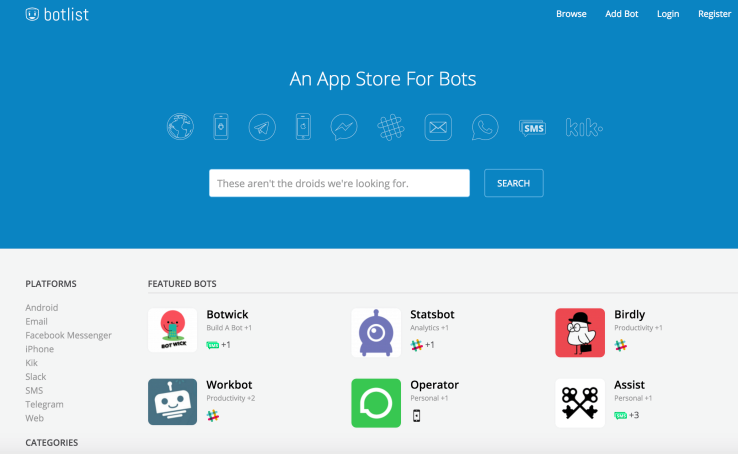 botlist
Browse Add Bot Login Register
An App Store For Bots
SMS kik•
These aren't the droids we're looking for.
SEARCH
PLATFORMS
Android
Email
Facebook Messenger
iPhone
Kik
Slack
SMS
Telegram
Web
CATEGORIES
FEATURED BOTS
BOT WICK
Botwick
Build A Bot +1
SMS +1
Statsbot
Analytics +1
+1
Birdly
Productivity +1
Workbot
Productivity +2
Operator
Personal +1
Assist
Personal +1
SMS +3